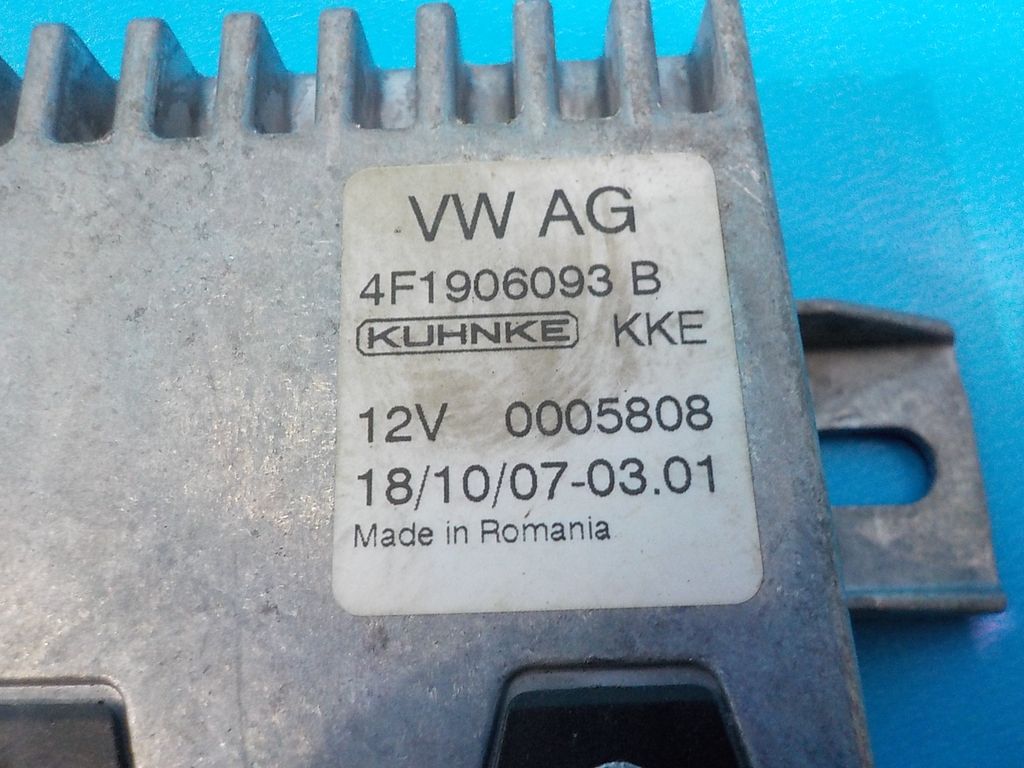 VW AG
4F1906093 B
KUHNKE KKE
12V 0005808
18/10/07-03.01
Made in Romania